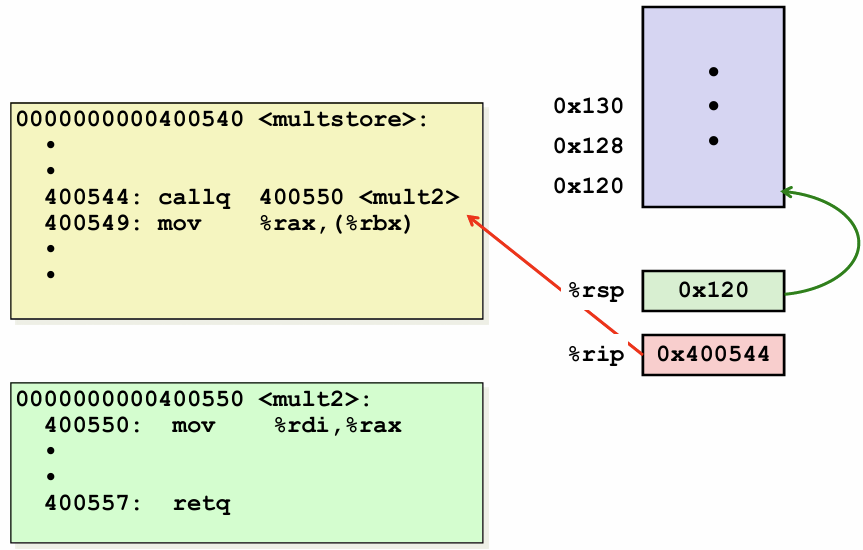 0000000000400540 <multstore>:
•
•
400544: callq 400550 <mult2>
400549: mov %rax,(%rbx)
•
•
0000000000400550 <mult2>:
400550: mov %rdi,%rax
•
•
400557: retq
•
0x130 •
0x128 •
0x120
%rsp 0x120
%rip 0x400544